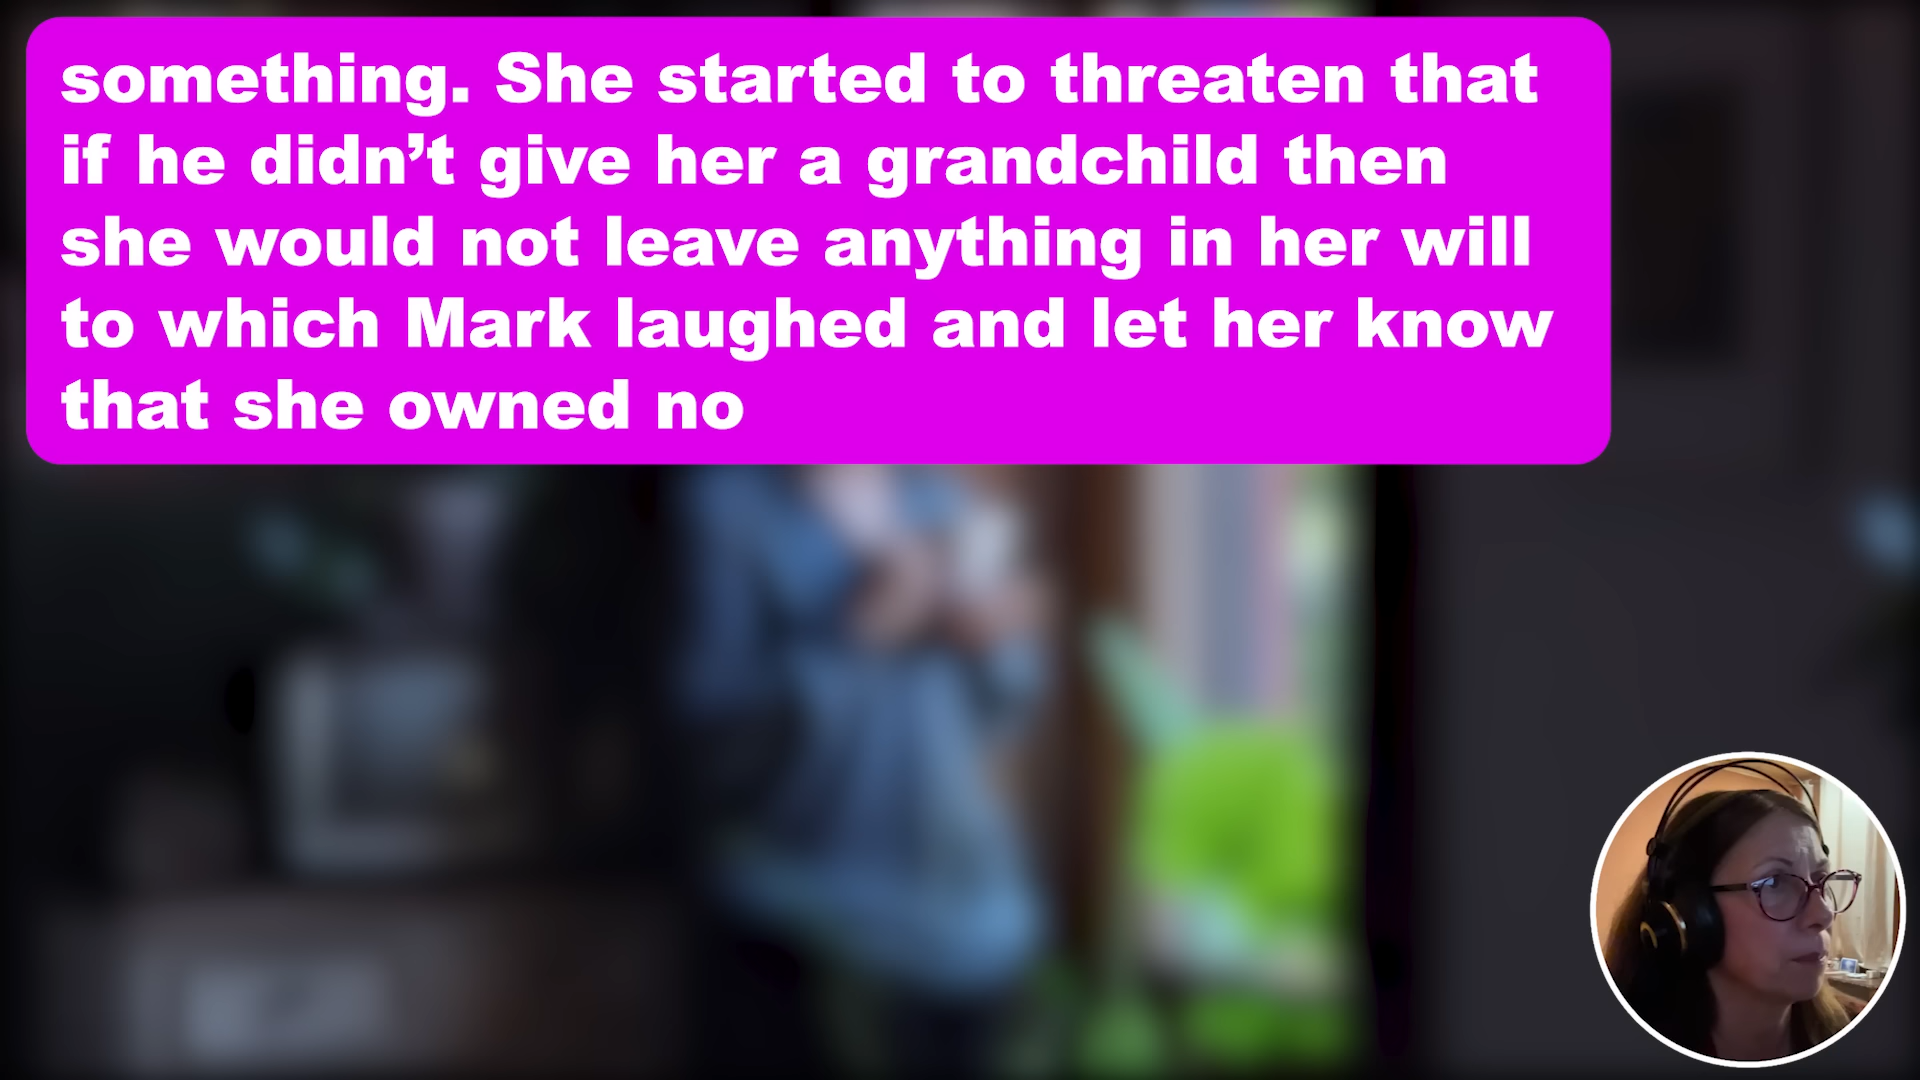 something. She started to threaten that
if he didn’t give her a grandchild then
she would not leave anything in her will
to which Mark laughed and let her know
that she owned no